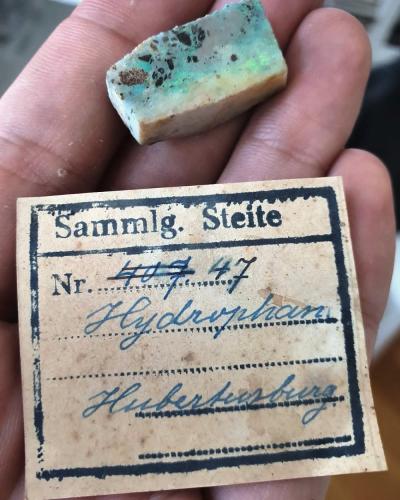 Sammlg. Steite
Nr. 407 47
Hydrophan
Hubertusburg